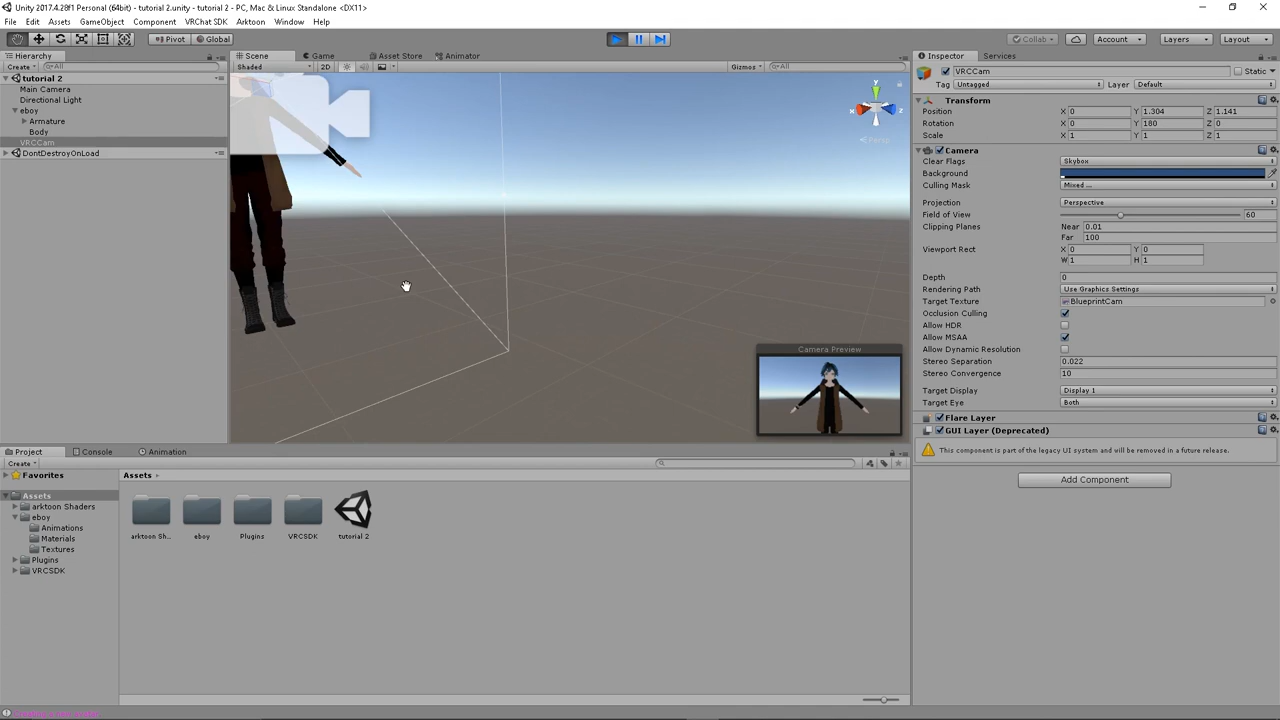 Unity 2017.4.28f1 Personal (64bit) - tutorial 2.unity - PC, Mac & Linux Standalone <DX11>
File Edit Assets GameObject Component VRChat SDK Arktoon Window Help
Pivot Global Collab Account Layers Layout
Hierarchy
Create All
tutorial 2
Main Camera
Directional Light
eboy
Armature
Body
VRCCam
DontDestroyOnLoad
Scene Game Asset Store Animator
Shaded 2D Gizmos All
y
x z
Persp
Camera Preview
Inspector Services
VRCCam Static
Tag Untagged Layer Default
Transform
Position X 0 Y 1.304 Z 1.141
Rotation X 0 Y 180 Z 0
Scale X 1 Y 1 Z 1
Camera
Clear Flags Skybox
Background
Culling Mask Mixed ...
Projection Perspective
Field of View 60
Clipping Planes Near 0.01
Far 100
Viewport Rect X 0 Y 0
W 1 H 1
Depth 0
Rendering Path Use Graphics Settings
Target Texture BlueprintCam
Occlusion Culling
Allow HDR
Allow MSAA
Allow Dynamic Resolution
Stereo Separation 0.022
Stereo Convergence 10
Target Display Display 1
Target Eye Both
Flare Layer
GUI Layer (Deprecated)
This component is part of the legacy UI system and will be removed in a future release.
Add Component
Project Console Animation
Create
Favorites
Assets
arktoon Shaders
eboy
Animations
Materials
Textures
Plugins
VRCSDK
Assets
arktoon Sh... eboy Plugins VRCSDK tutorial 2